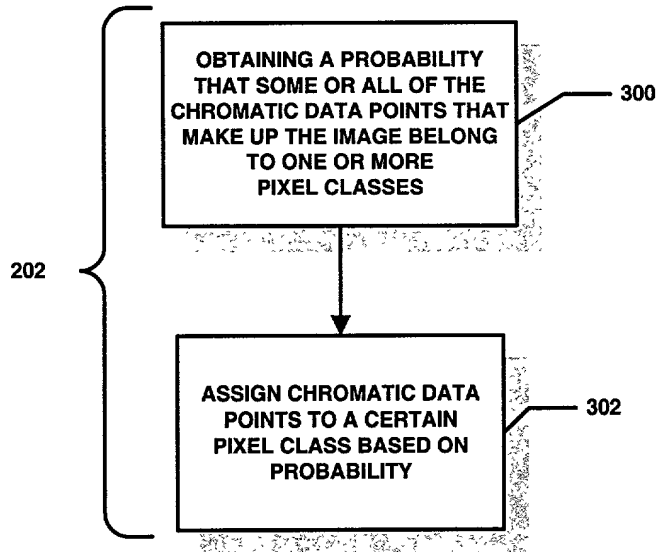 OBTAINING A PROBABILITY
THAT SOME OR ALL OF THE
CHROMATIC DATA POINTS THAT
MAKE UP THE IMAGE BELONG
TO ONE OR MORE
PIXEL CLASSES
300
202
ASSIGN CHROMATIC DATA
POINTS TO A CERTAIN
PIXEL CLASS BASED ON
PROBABILITY
302